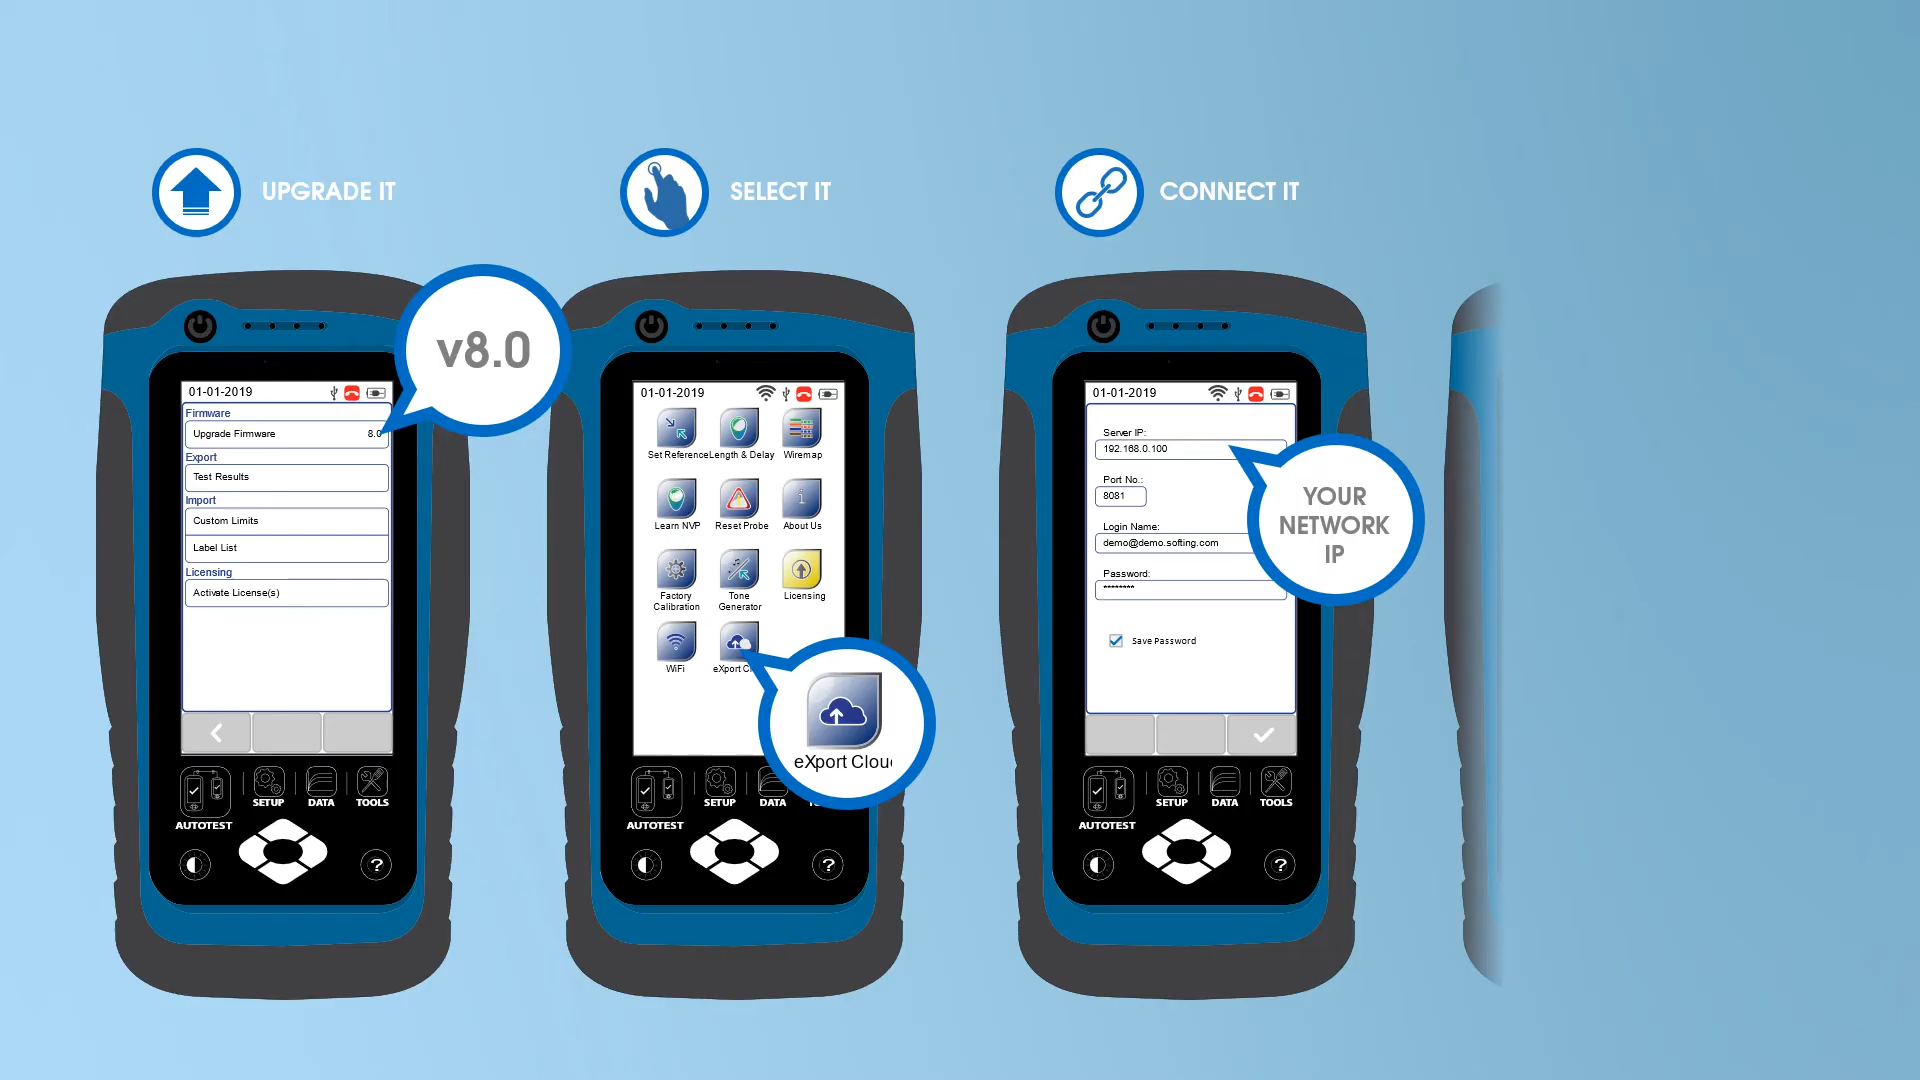 UPGRADE IT
SELECT IT
CONNECT IT
v8.0
01-01-2019
Firmware
Upgrade Firmware 8.0
Export
Test Results
Import
Custom Limits
Label List
Licensing
Activate License(s)
AUTOTEST
SETUP
DATA
TOOLS
?
01-01-2019
Set Reference
Length & Delay
Wiremap
Learn NVP
Reset Probe
About Us
Factory
Calibration
Tone
Generator
Licensing
WiFi
eXport
eXport Cloud
AUTOTEST
SETUP
DATA
?
01-01-2019
Server IP:
192.168.0.100
Port No.:
8081
Login Name:
demo@demo.softing.com
Password:
********
Save Password
YOUR
NETWORK
IP
AUTOTEST
SETUP
DATA
TOOLS
?